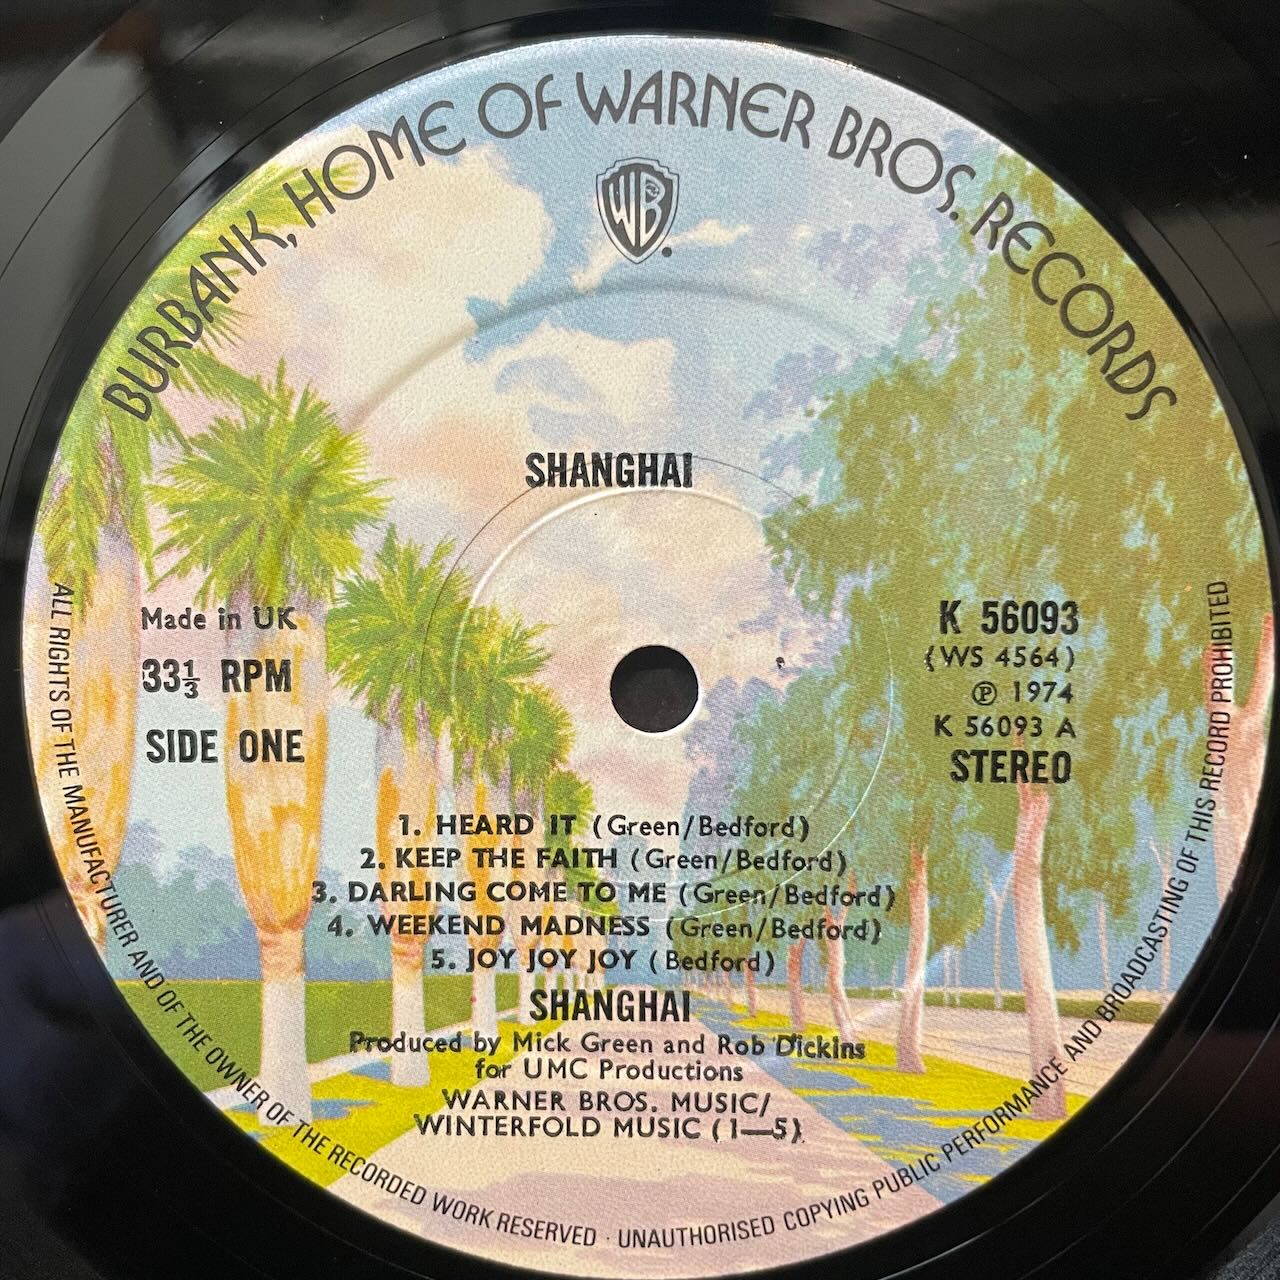 BURBANK, HOME OF WARNER BROS. RECORDS
WB
SHANGHAI
Made in UK
33⅓ RPM
SIDE ONE
K 56093
(WS 4564)
℗ 1974
K 56093 A
STEREO
1. HEARD IT (Green/Bedford)
2. KEEP THE FAITH (Green/Bedford)
3. DARLING COME TO ME (Green/Bedford)
4. WEEKEND MADNESS (Green/Bedford)
5. JOY JOY JOY (Bedford)
SHANGHAI
Produced by Mick Green and Rob Dickins
for UMC Productions
WARNER BROS. MUSIC/
WINTERFOLD MUSIC (1—5)
ALL RIGHTS OF THE MANUFACTURER AND OF THE OWNER OF THE RECORDED WORK RESERVED · UNAUTHORISED COPYING PUBLIC PERFORMANCE AND BROADCASTING OF THIS RECORD PROHIBITED